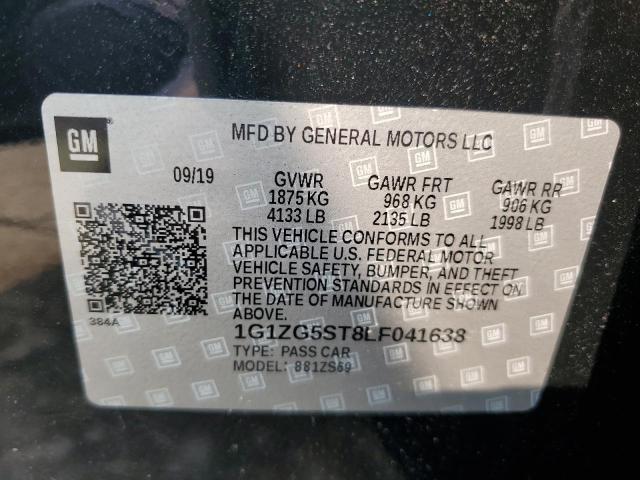 GM
MFD BY GENERAL MOTORS LLC
09/19 GVWR GAWR FRT GAWR RR
1875 KG 968 KG 906 KG
4133 LB 2135 LB 1998 LB
THIS VEHICLE CONFORMS TO ALL
APPLICABLE U.S. FEDERAL MOTOR
VEHICLE SAFETY, BUMPER, AND THEFT
PREVENTION STANDARDS IN EFFECT ON
THE DATE OF MANUFACTURE SHOWN
ABOVE.
384A
1G1ZG5ST8LF041638
TYPE: PASS CAR
MODEL: 881ZS69